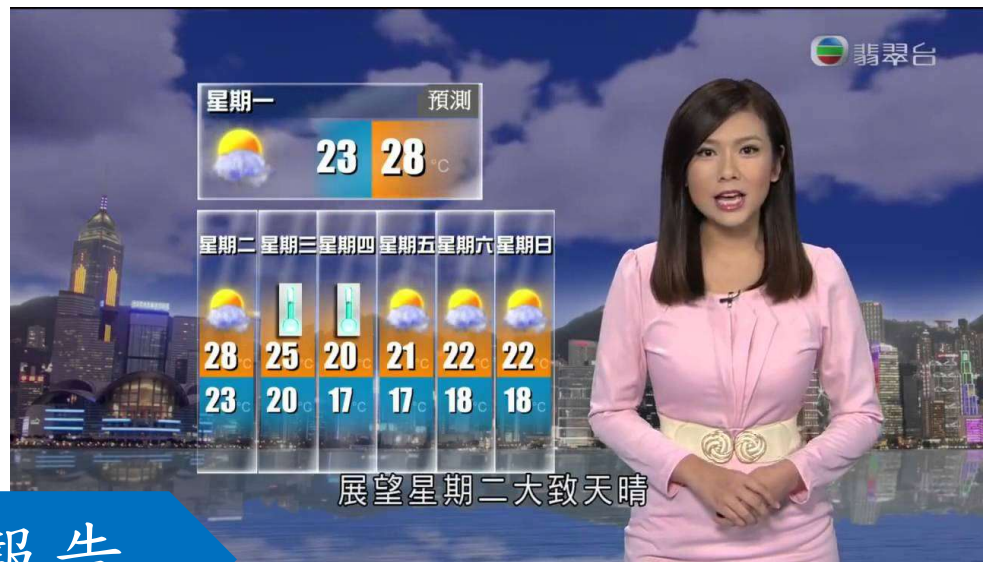 翡翠台
星期一 預測
23 28 °C
星期二 星期三 星期四 星期五 星期六 星期日
28°C 25°C 20°C 21°C 22°C 22°C
23°C 20°C 17°C 17°C 18°C 18°C
展望星期二大致天晴
報告